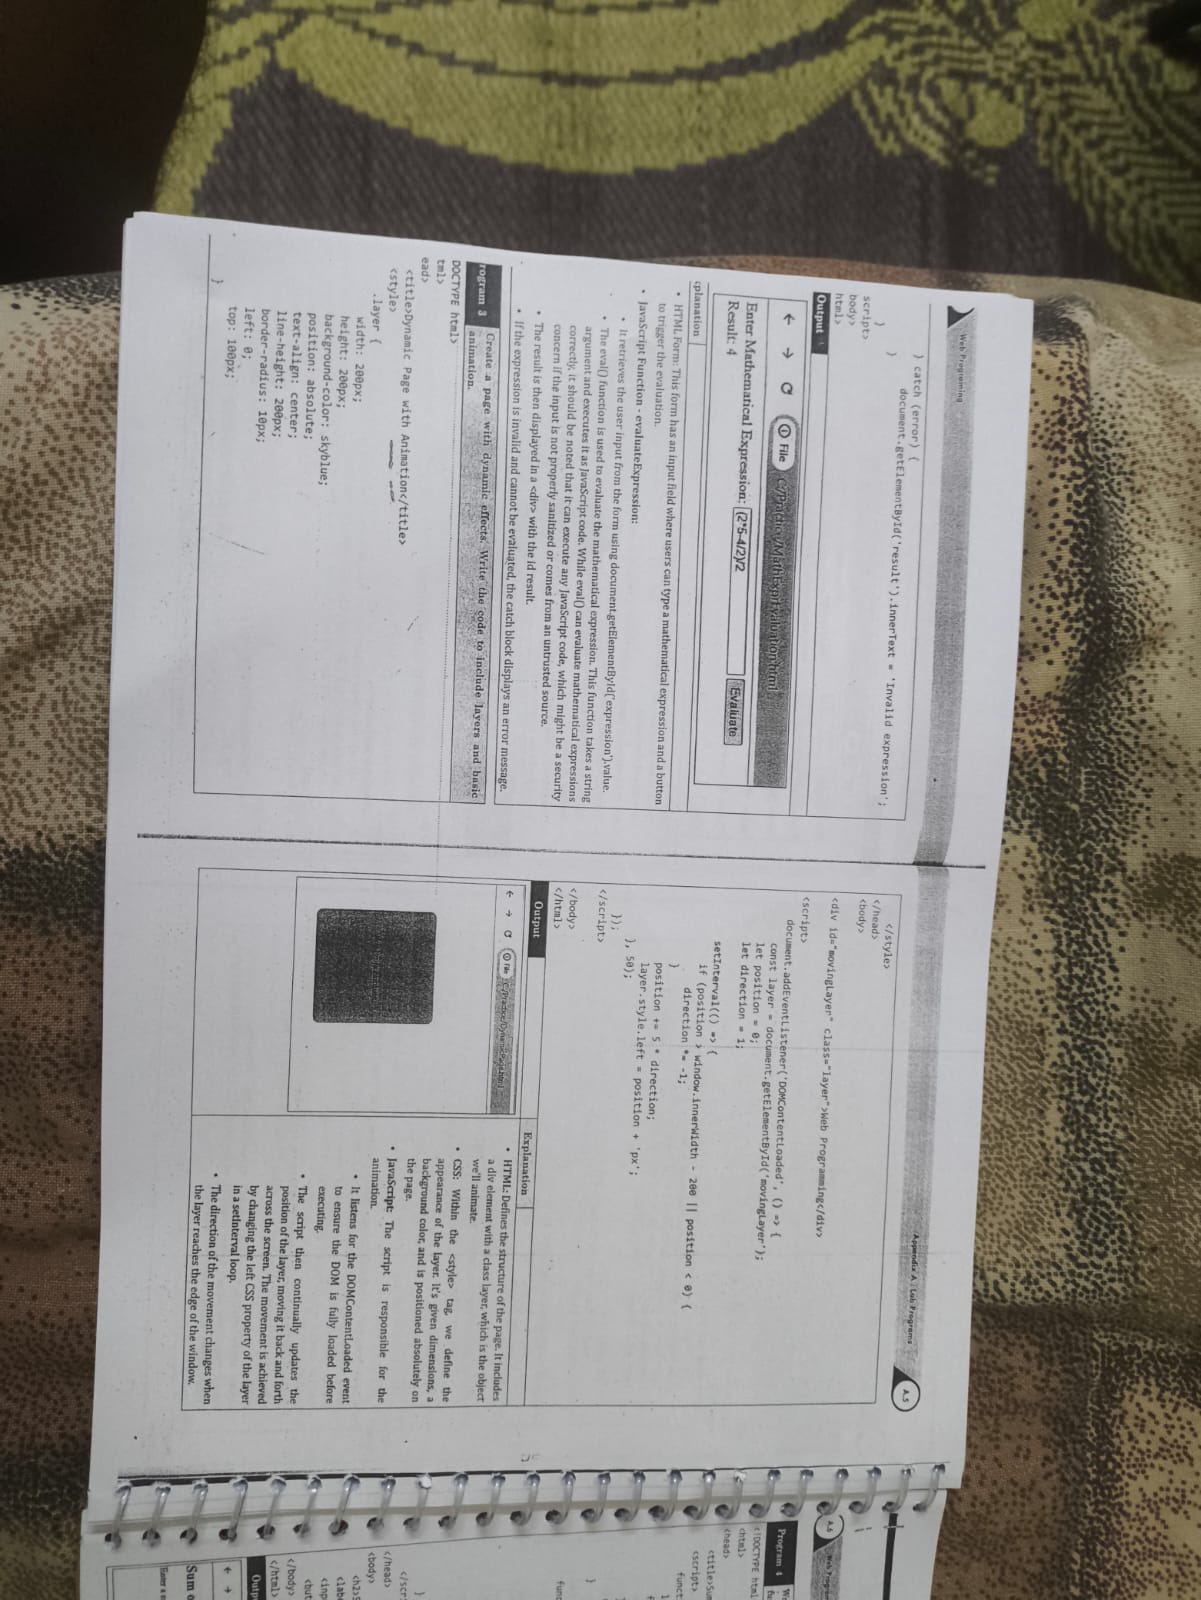 Web Programing
} catch (error) {
document.getElementById('result').innerText = 'Invalid expression';
}
}
script>
body>
html>
Output
File C:/Practice/MathExprEvaluation.html
Enter Mathematical Expression: (2*5-4/2)/2 Evaluate
Result: 4
xplanation
• HTML Form: This form has an input field where users can type a mathematical expression and a button
to trigger the evaluation.
• JavaScript Function - evaluateExpression:
• It retrieves the user input from the form using document.getElementById('expression').value.
• The eval() function is used to evaluate the mathematical expression. This function takes a string
argument and executes it as JavaScript code. While eval() can evaluate mathematical expressions
correctly, it should be noted that it can execute any JavaScript code, which might be a security
concern if the input is not properly sanitized or comes from an untrusted source.
• The result is then displayed in a <div> with the id result.
• If the expression is invalid and cannot be evaluated, the catch block displays an error message.
rogram 3 Create a page with dynamic effects. Write the code to include layers and basic
animation.
DOCTYPE html>
tml>
ead>
<title>Dynamic Page with Animation</title>
<style>
.layer {
width: 200px;
height: 200px;
background-color: skyblue;
position: absolute;
text-align: center;
line-height: 200px;
border-radius: 10px;
left: 0;
top: 100px;
}
Appendix A : Lab Programs A.5
</style>
</head>
<body>
<div id="movingLayer" class="layer">Web Programming</div>
<script>
document.addEventListener('DOMContentLoaded', () => {
const layer = document.getElementById('movingLayer');
let position = 0;
let direction = 1;
setInterval(() => {
if (position > window.innerWidth - 200 || position < 0) {
direction *= -1;
}
position += 5 * direction;
layer.style.left = position + 'px';
}, 50);
});
</script>
</body>
</html>
Output
File C:/Practice/DynamicPage.html
Explanation
• HTML: Defines the structure of the page. It includes
a div element with a class layer, which is the object
we'll animate.
• CSS: Within the <style> tag, we define the
appearance of the layer. It's given dimensions, a
background color, and is positioned absolutely on
the page.
• JavaScript: The script is responsible for the
animation.
• It listens for the DOMContentLoaded event
to ensure the DOM is fully loaded before
executing.
• The script then continually updates the
position of the layer, moving it back and forth
across the screen. The movement is achieved
by changing the left CSS property of the layer
in a setInterval loop.
• The direction of the movement changes when
the layer reaches the edge of the window.
A.6 Web Program
Program 4
<!DOCTYPE html
<html>
<head>
<title>Sum
<script>
funct
}
func
}
</scr
</head>
<body>
<h2>S
<labe
<inp
<but
</body>
</html>
Outp
Sum o
Enter a n